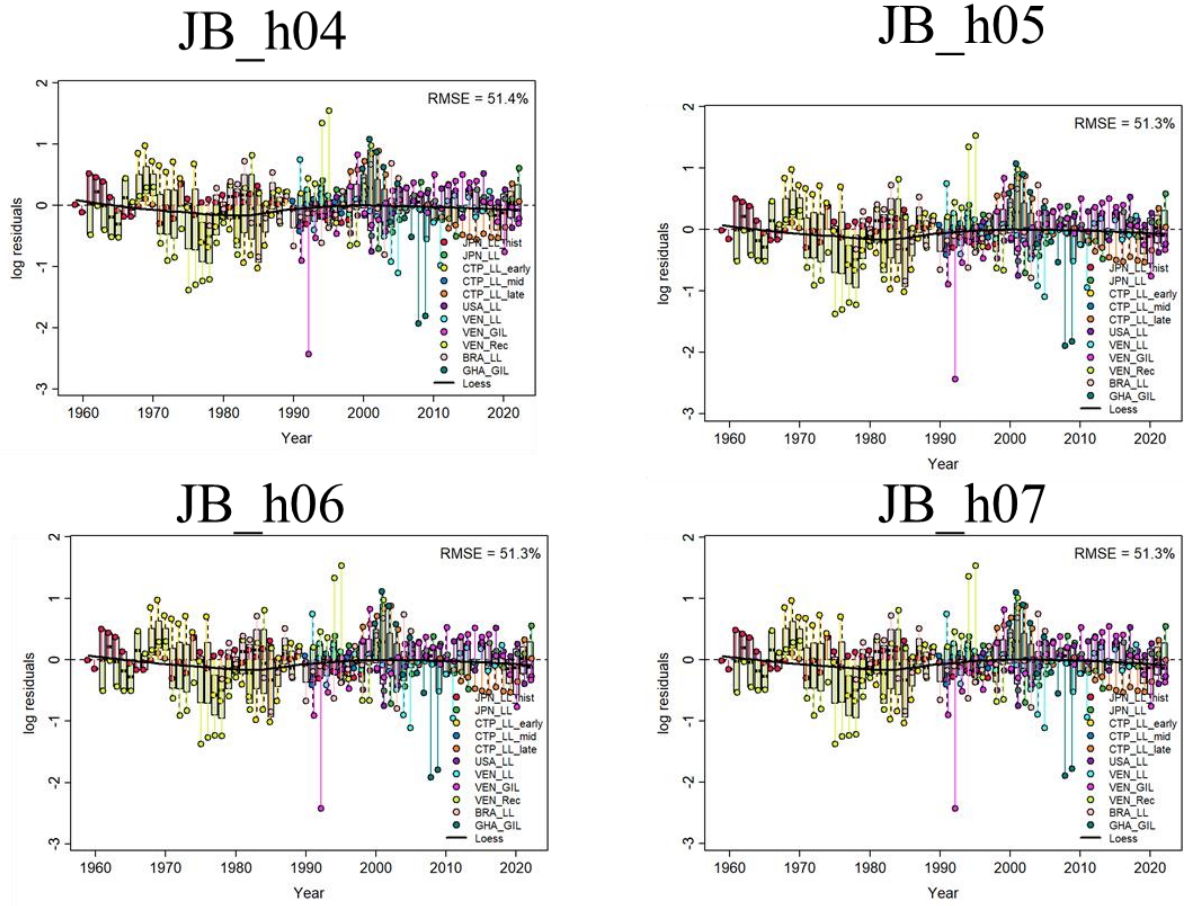 JB_h04
2
1
0
-1
-2
-3
log residuals
RMSE = 51.4%
JPN_LL_hist
JPN_LL
CTP_LL_early
CTP_LL_mid
CTP_LL_late
USA_LL
VEN_LL
VEN_GIL
VEN_Rec
BRA_LL
GHA_GIL
Loess
1960 1970 1980 1990 2000 2010 2020
Year
JB_h05
2
1
0
-1
-2
-3
log residuals
RMSE = 51.3%
JPN_LL_hist
JPN_LL
CTP_LL_early
CTP_LL_mid
CTP_LL_late
USA_LL
VEN_LL
VEN_GIL
VEN_Rec
BRA_LL
GHA_GIL
Loess
1960 1970 1980 1990 2000 2010 2020
Year
JB_h06
2
1
0
-1
-2
-3
log residuals
RMSE = 51.3%
JPN_LL_hist
JPN_LL
CTP_LL_early
CTP_LL_mid
CTP_LL_late
USA_LL
VEN_LL
VEN_GIL
VEN_Rec
BRA_LL
GHA_GIL
Loess
1960 1970 1980 1990 2000 2010 2020
Year
JB_h07
2
1
0
-1
-2
-3
log residuals
RMSE = 51.3%
JPN_LL_hist
JPN_LL
CTP_LL_early
CTP_LL_mid
CTP_LL_late
USA_LL
VEN_LL
VEN_GIL
VEN_Rec
BRA_LL
GHA_GIL
Loess
1960 1970 1980 1990 2000 2010 2020
Year